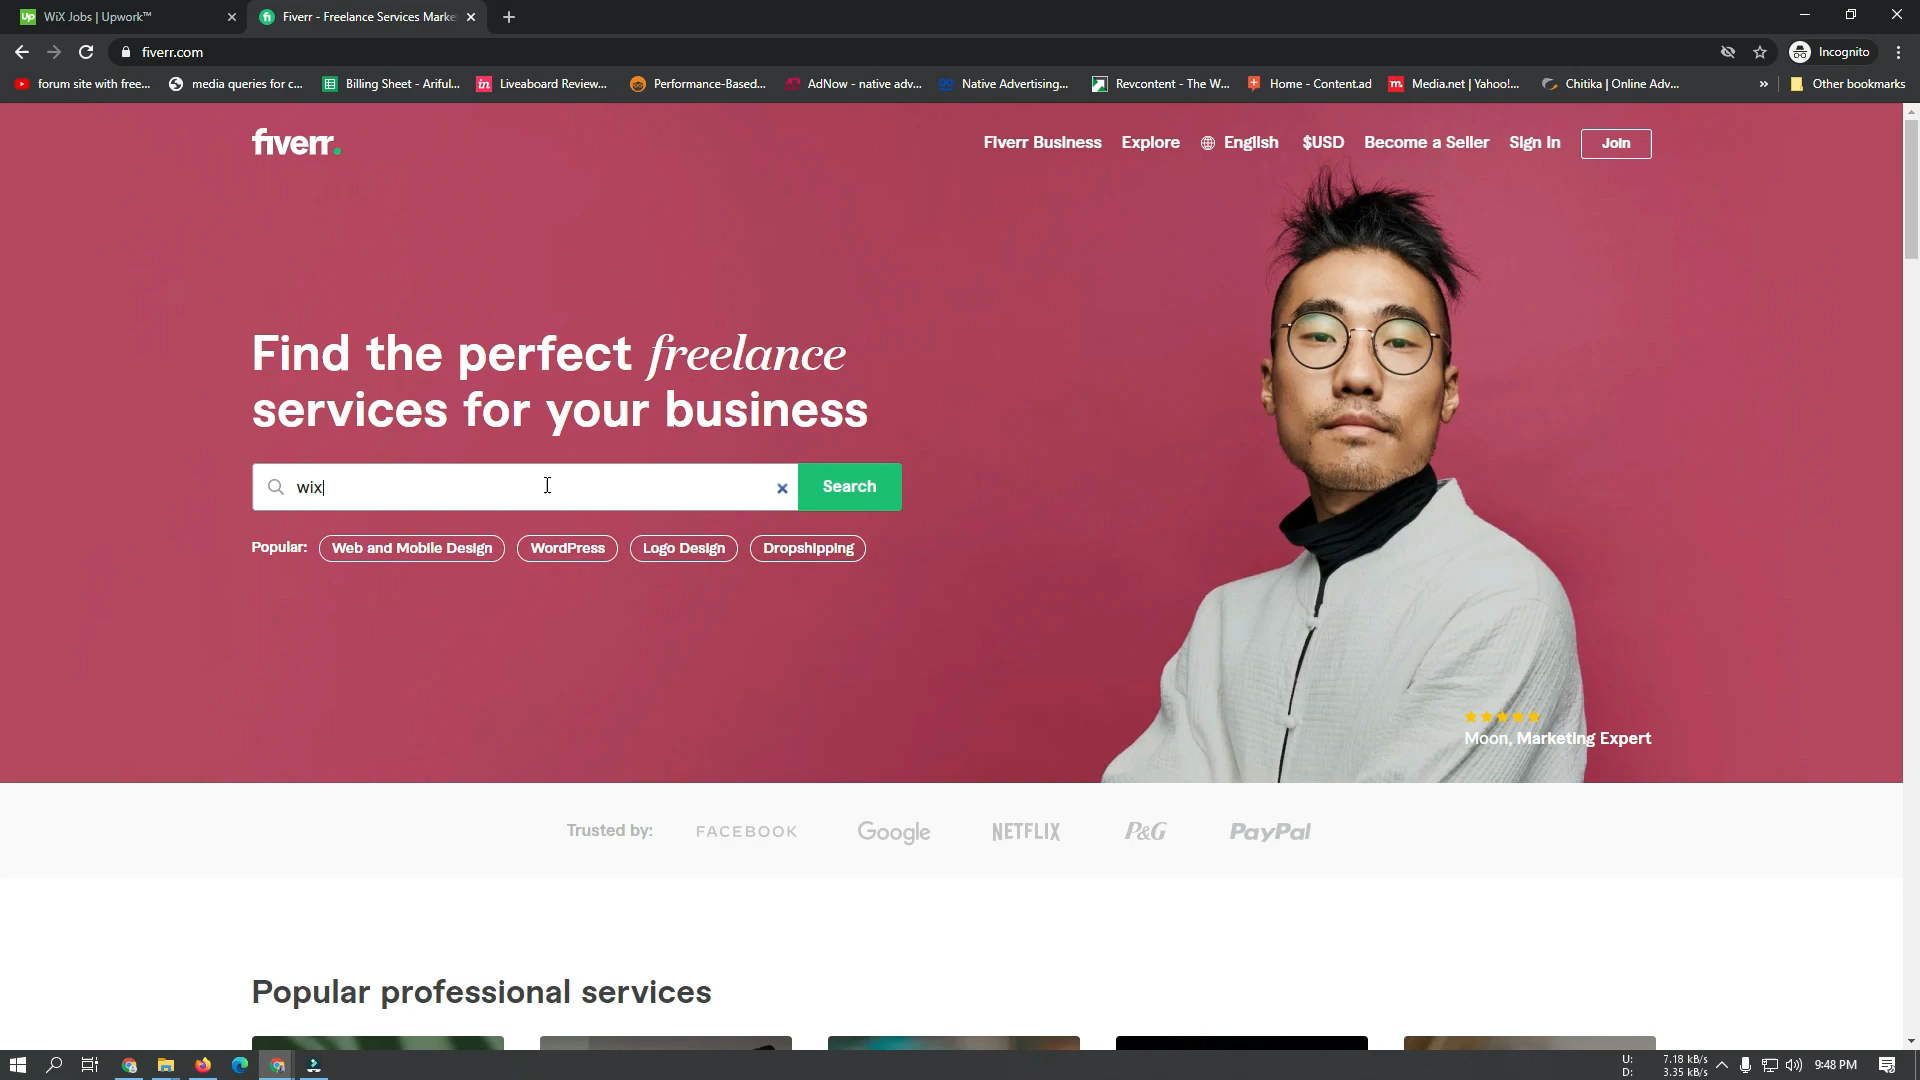 WiX Jobs | Upwork™
Fiverr - Freelance Services Marke
fiverr.com
Incognito
forum site with free...
media queries for c...
Billing Sheet - Ariful...
Liveaboard Review...
Performance-Based...
AdNow - native adv...
Native Advertising...
Revcontent - The W...
Home - Content.ad
Media.net | Yahoo!...
Chitika | Online Adv...
»
Other bookmarks
fiverr.
Fiverr Business
Explore
English
$USD
Become a Seller
Sign In
Join
Find the perfect freelance
services for your business
wix
Search
Popular:
Web and Mobile Design
WordPress
Logo Design
Dropshipping
★★★★★
Moon, Marketing Expert
Trusted by:
FACEBOOK
Google
NETFLIX
P&G
PayPal
Popular professional services
U: 7.18 kB/s
D: 3.35 kB/s
9:48 PM